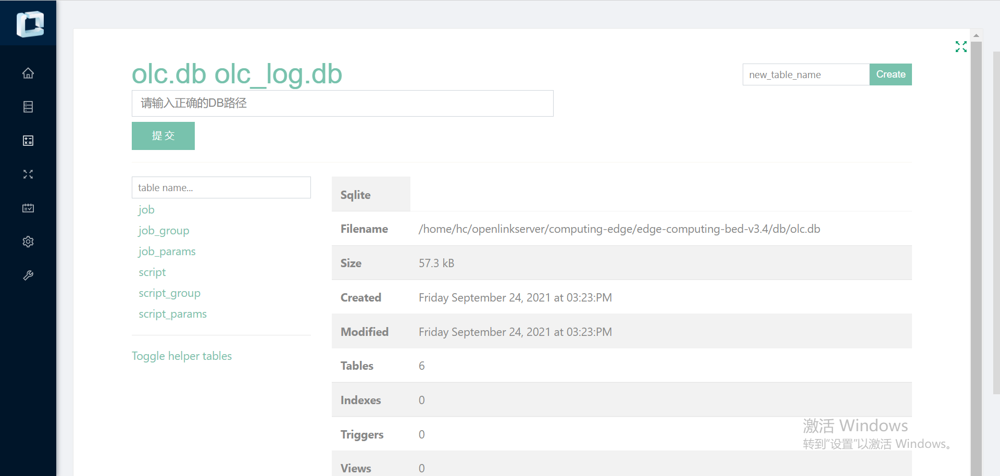 olc.db olc_log.db
new_table_name
Create
请输入正确的DB路径
提 交
table name...
job
job_group
job_params
script
script_group
script_params
Toggle helper tables
Sqlite
Filename /home/hc/openlinkserver/computing-edge/edge-computing-bed-v3.4/db/olc.db
Size 57.3 kB
Created Friday September 24, 2021 at 03:23:PM
Modified Friday September 24, 2021 at 03:23:PM
Tables 6
Indexes 0
Triggers 0
Views 0
激活 Windows
转到“设置”以激活 Windows。